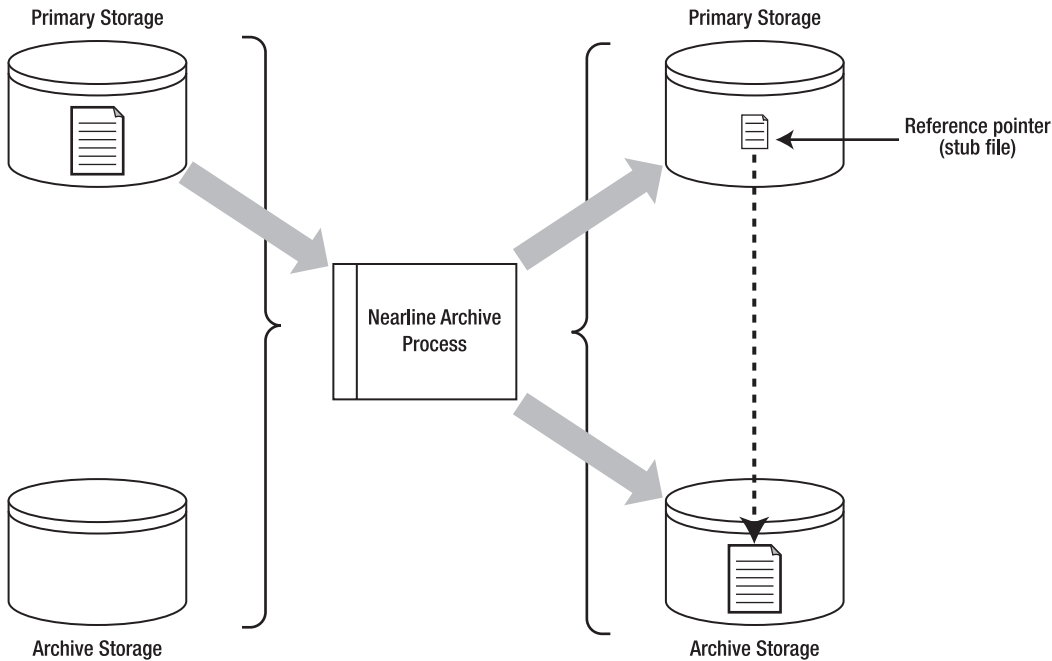 Primary Storage
Primary Storage
Reference pointer
(stub file)
Nearline Archive
Process
Archive Storage
Archive Storage